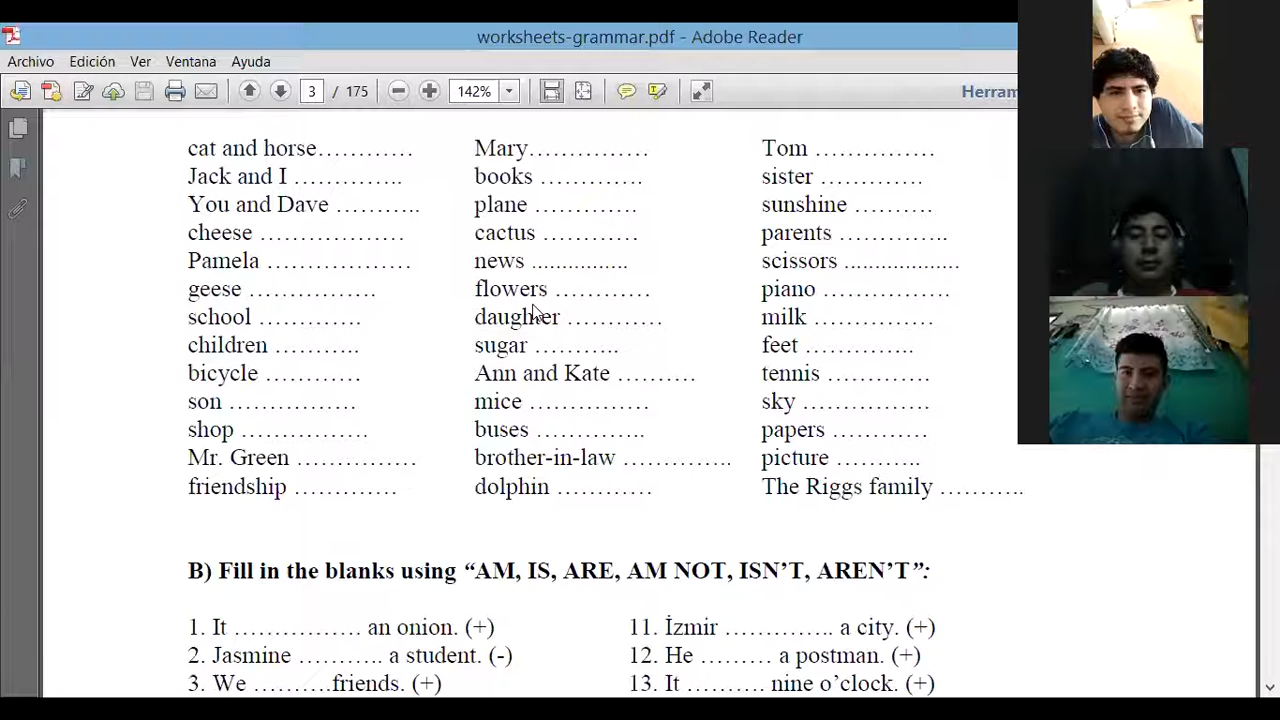 worksheets-grammar.pdf - Adobe Reader
Archivo Edición Ver Ventana Ayuda
3 / 175 142% Herram
cat and horse………… Mary…………… Tom ……………
Jack and I ………….. books …………. sister ………….
You and Dave ……….. plane …………. sunshine ……….
cheese ……………… cactus ………… parents …………..
Pamela ……………… news ............... scissors ..................
geese …………… flowers ………… piano ……………
school ………… daughter ………… milk ……………
children ……….. sugar ……….. feet …………..
bicycle ………… Ann and Kate ………. tennis ………….
son …………… mice …………… sky ……………
shop …………… buses ………….. papers …………
Mr. Green …………… brother-in-law ………….. picture ………..
friendship …………. dolphin ………… The Riggs family ………..
B) Fill in the blanks using “AM, IS, ARE, AM NOT, ISN’T, AREN’T”:
1. It ……………. an onion. (+) 11. İzmir ………….. a city. (+)
2. Jasmine ……….. a student. (-) 12. He ……… a postman. (+)
3. We ……….friends. (+) 13. It ………. nine o’clock. (+)